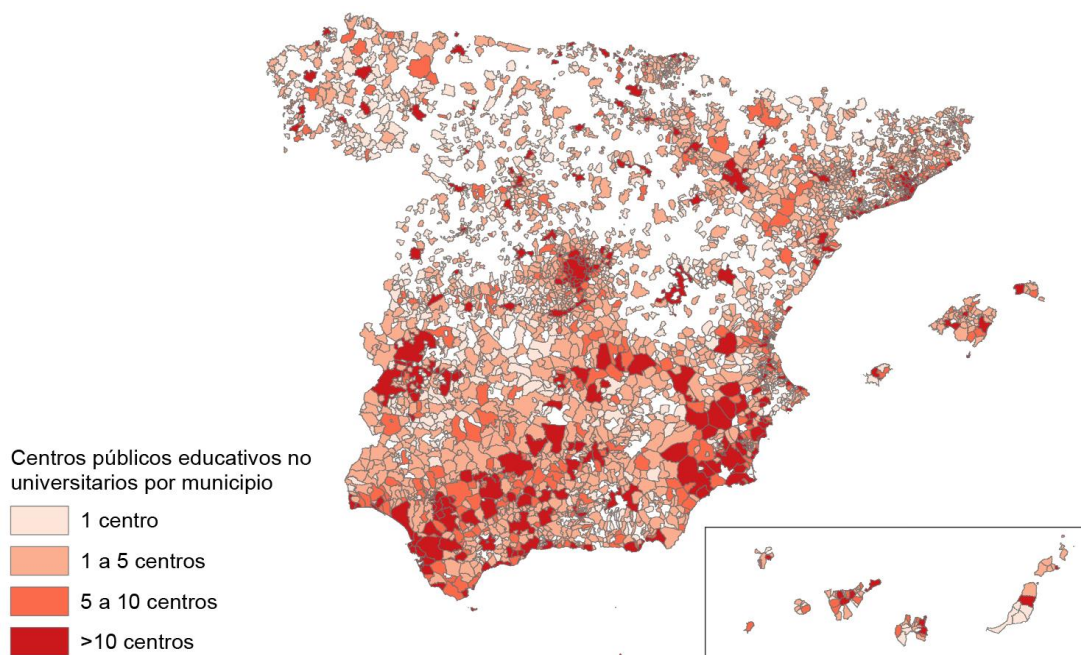 Centros públicos educativos no
universitarios por municipio
1 centro
1 a 5 centros
5 a 10 centros
>10 centros